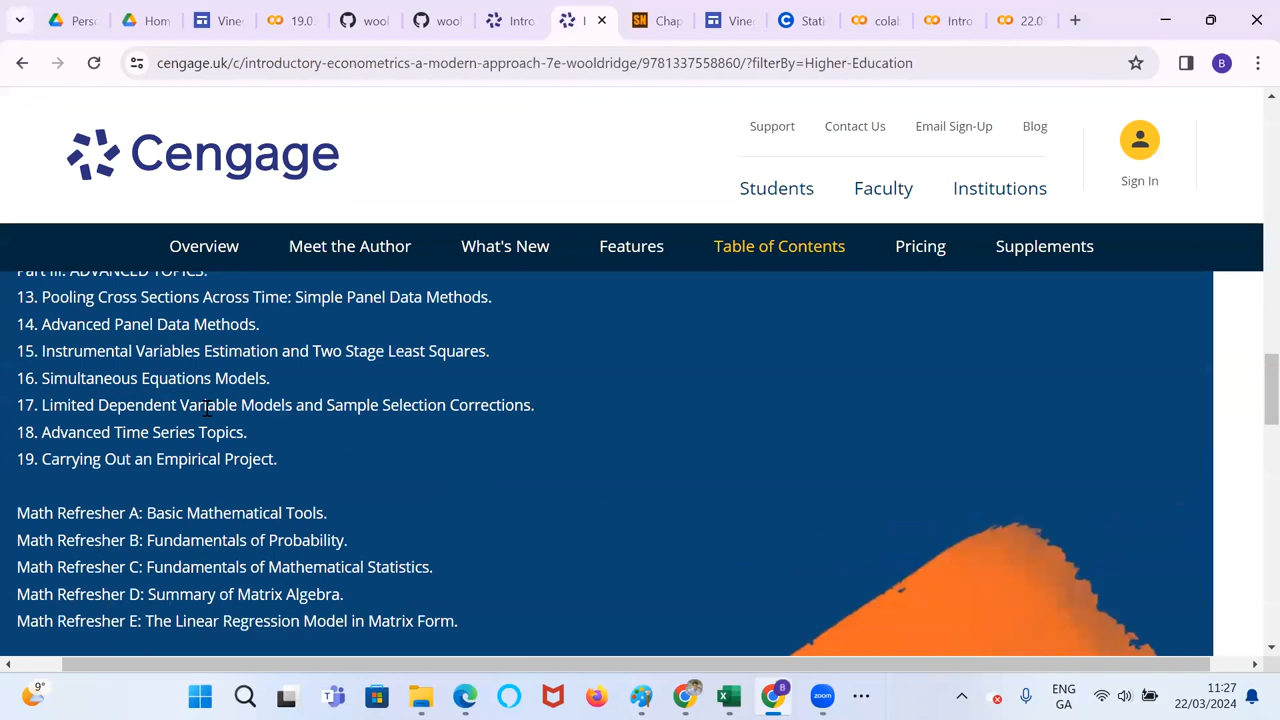 Perso
Hom
Vine
19.0
wool
wool
Intro
I
Chap
Vine
Stati
colal
Intro
22.0
cengage.uk/c/introductory-econometrics-a-modern-approach-7e-wooldridge/9781337558860/?filterBy=Higher-Education
B
Cengage
Support
Contact Us
Email Sign-Up
Blog
Students
Faculty
Institutions
Sign In
Overview
Meet the Author
What's New
Features
Table of Contents
Pricing
Supplements
Part III: ADVANCED TOPICS.
13. Pooling Cross Sections Across Time: Simple Panel Data Methods.
14. Advanced Panel Data Methods.
15. Instrumental Variables Estimation and Two Stage Least Squares.
16. Simultaneous Equations Models.
17. Limited Dependent Variable Models and Sample Selection Corrections.
18. Advanced Time Series Topics.
19. Carrying Out an Empirical Project.
Math Refresher A: Basic Mathematical Tools.
Math Refresher B: Fundamentals of Probability.
Math Refresher C: Fundamentals of Mathematical Statistics.
Math Refresher D: Summary of Matrix Algebra.
Math Refresher E: The Linear Regression Model in Matrix Form.
9°
zoom
ENG
GA
11:27
22/03/2024